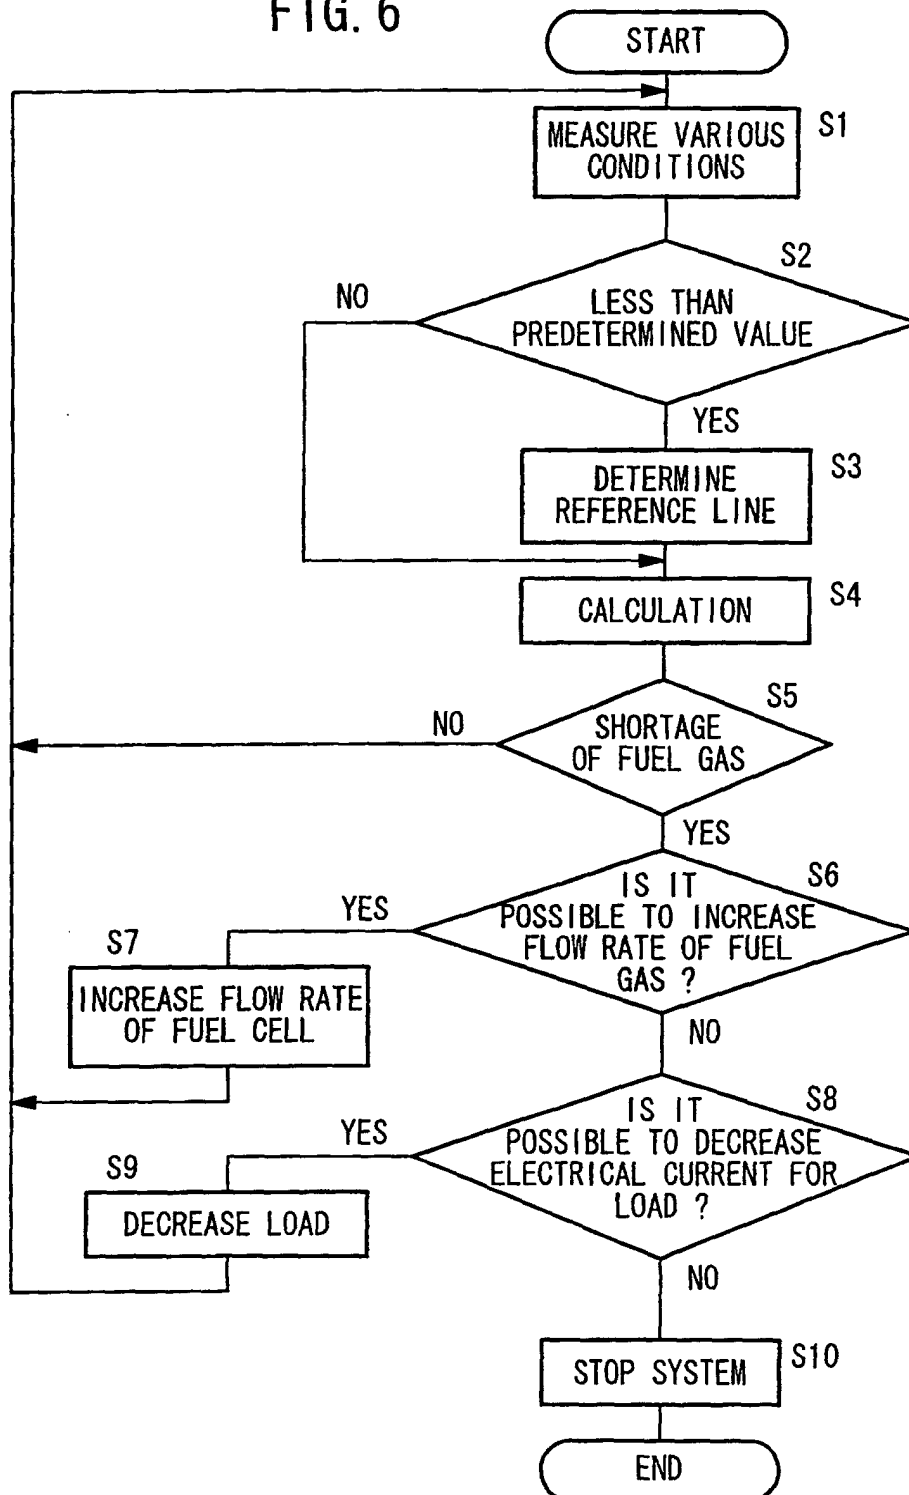 FIG. 6
START
MEASURE VARIOUS
CONDITIONS
S1
S2
LESS THAN
PREDETERMINED VALUE
NO
YES
S3
DETERMINE
REFERENCE LINE
S4
CALCULATION
S5
SHORTAGE
OF FUEL GAS
NO
YES
S6
IS IT
POSSIBLE TO INCREASE
FLOW RATE OF FUEL
GAS ?
YES
S7
INCREASE FLOW RATE
OF FUEL CELL
NO
S8
IS IT
POSSIBLE TO DECREASE
ELECTRICAL CURRENT FOR
LOAD ?
YES
S9
DECREASE LOAD
NO
STOP SYSTEM
S10
END